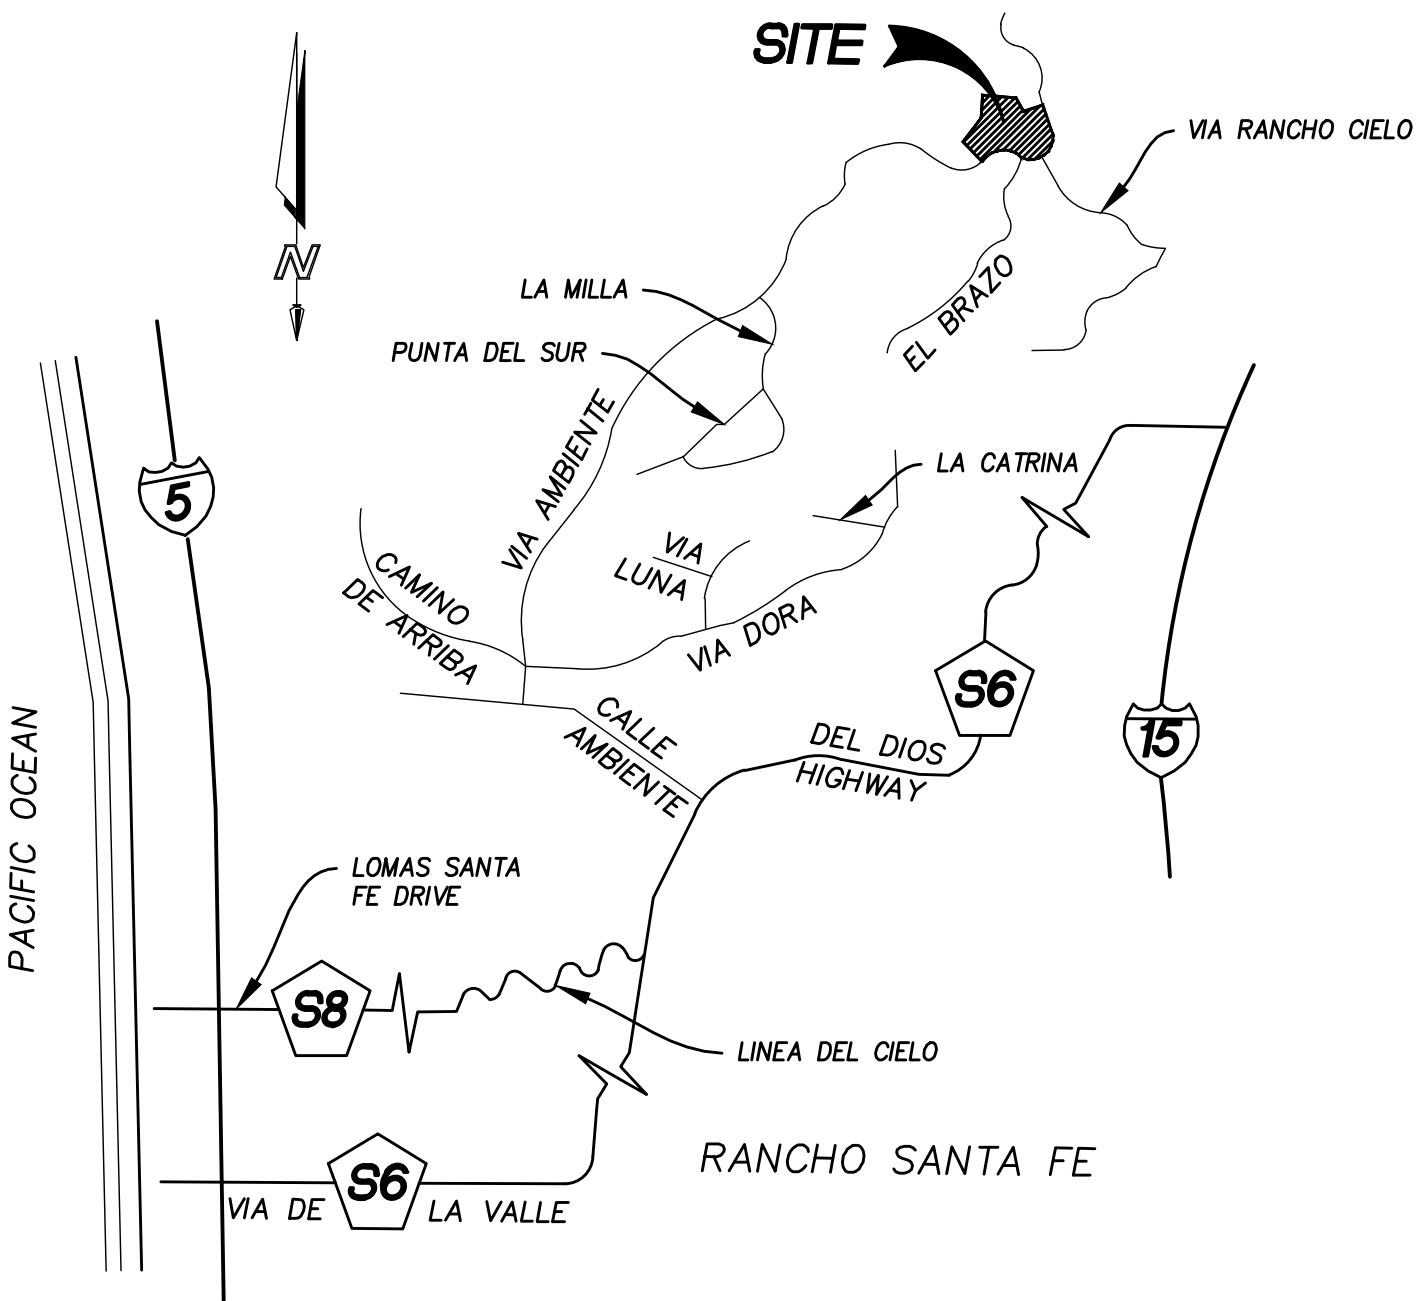 SITE
VIA RANCHO CIELO
N
LA MILLA
PUNTA DEL SUR
EL BRAZO
VIA AMBIENTE
LA CATRINA
5
VIA
LUNA
CAMINO
DE ARRIBA
VIA DORA
S6
15
CALLE
AMBIENTE
DEL DIOS
HIGHWAY
PACIFIC OCEAN
LOMAS SANTA
FE DRIVE
S8
LINEA DEL CIELO
RANCHO SANTA FE
S6
VIA DE LA VALLE